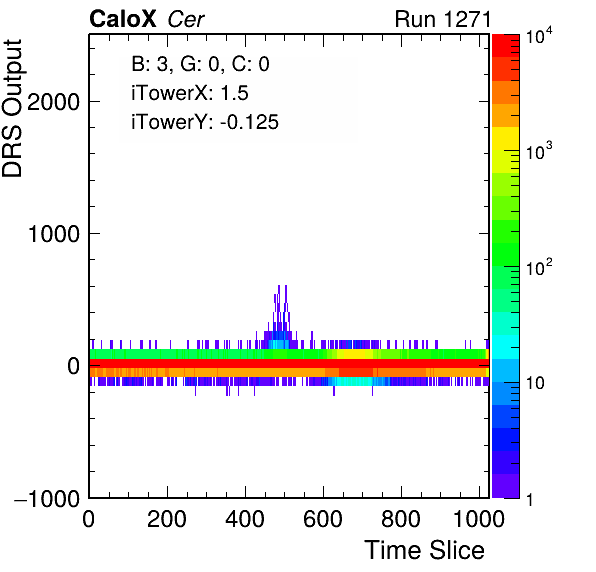 CaloX Cer Run 1271
B: 3, G: 0, C: 0
iTowerX: 1.5
iTowerY: -0.125
DRS Output
2000
1000
0
−1000
0 200 400 600 800 1000
Time Slice
10^4
10^3
10^2
10
1